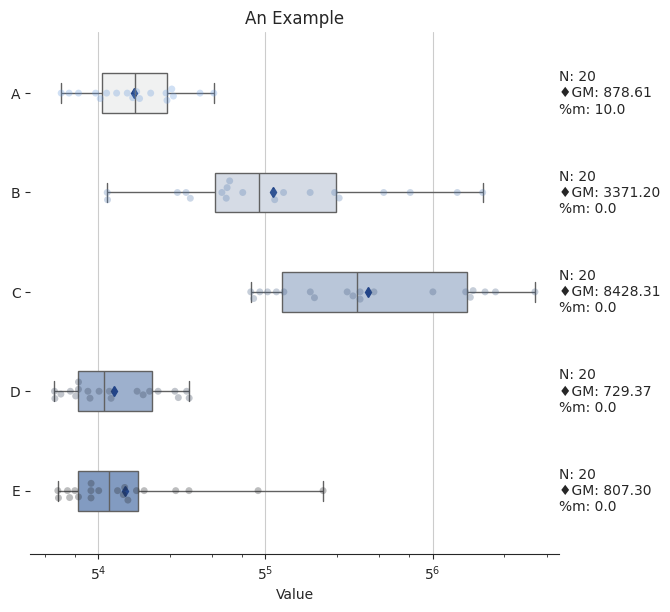 An Example
A
N: 20
♦GM: 878.61
%m: 10.0
B
N: 20
♦GM: 3371.20
%m: 0.0
C
N: 20
♦GM: 8428.31
%m: 0.0
D
N: 20
♦GM: 729.37
%m: 0.0
E
N: 20
♦GM: 807.30
%m: 0.0
5⁴ 5⁵ 5⁶
Value